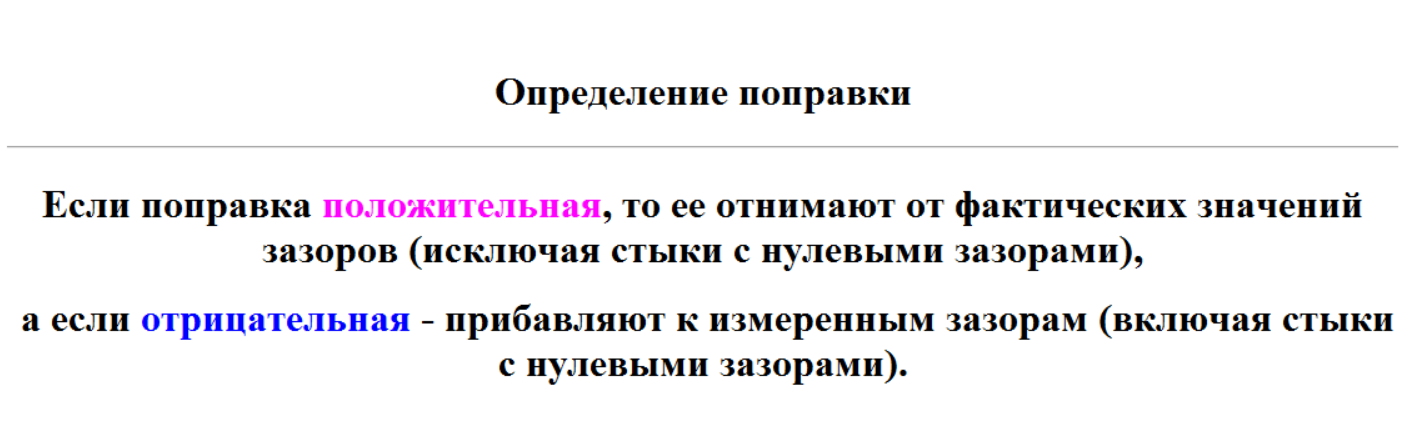 Определение поправки
Если поправка положительная, то ее отнимают от фактических значений
зазоров (исключая стыки с нулевыми зазорами),
а если отрицательная - прибавляют к измеренным зазорам (включая стыки
с нулевыми зазорами).